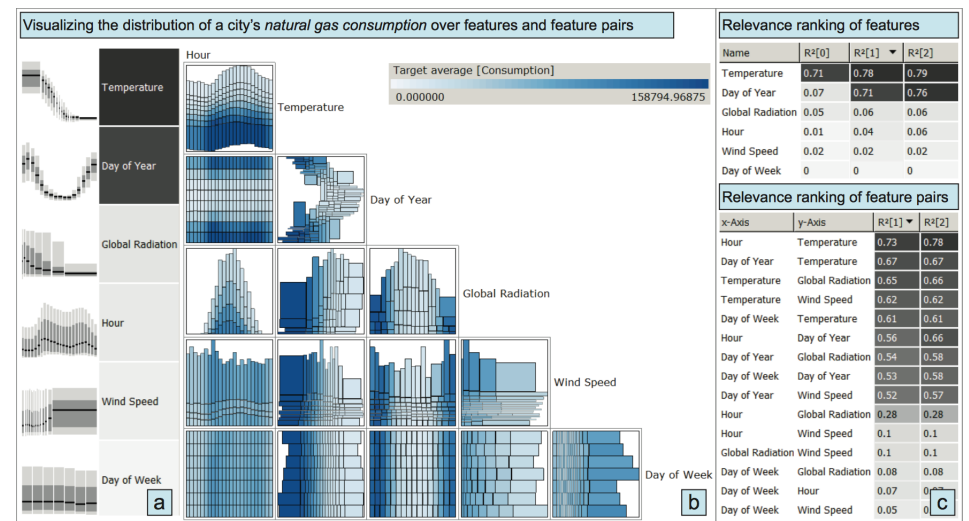 Visualizing the distribution of a city's natural gas consumption over features and feature pairs
Temperature
Day of Year
Global Radiation
Hour
Wind Speed
Day of Week
a
Hour
Temperature
Day of Year
Global Radiation
Wind Speed
Day of Week
Target average [Consumption]
0.000000 158794.96875
b
Relevance ranking of features
Name R²[0] R²[1] R²[2]
Temperature 0.71 0.78 0.79
Day of Year 0.07 0.71 0.76
Global Radiation 0.05 0.06 0.06
Hour 0.01 0.04 0.06
Wind Speed 0.02 0.02 0.02
Day of Week 0 0 0
Relevance ranking of feature pairs
x-Axis y-Axis R²[1] R²[2]
Hour Temperature 0.73 0.78
Day of Year Temperature 0.67 0.67
Temperature Global Radiation 0.65 0.66
Temperature Wind Speed 0.62 0.62
Day of Week Temperature 0.61 0.61
Hour Day of Year 0.56 0.66
Day of Year Global Radiation 0.54 0.58
Day of Week Day of Year 0.53 0.58
Day of Year Wind Speed 0.52 0.57
Hour Global Radiation 0.28 0.28
Hour Wind Speed 0.1 0.1
Global Radiation Wind Speed 0.1 0.1
Day of Week Global Radiation 0.08 0.08
Day of Week Hour 0.07
Day of Week Wind Speed 0.05
c